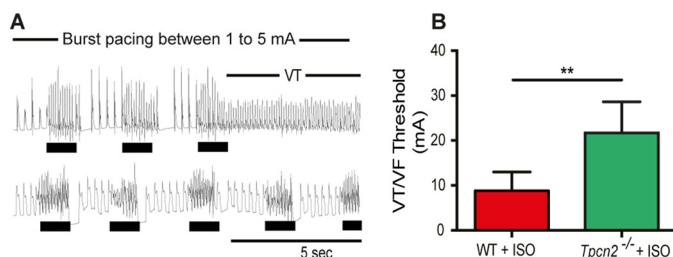 A
Burst pacing between 1 to 5 mA
VT
5 sec
B
VT/VF Threshold
(mA)
40
30
20
10
0
**
WT + ISO
Tpcn2 -/- + ISO